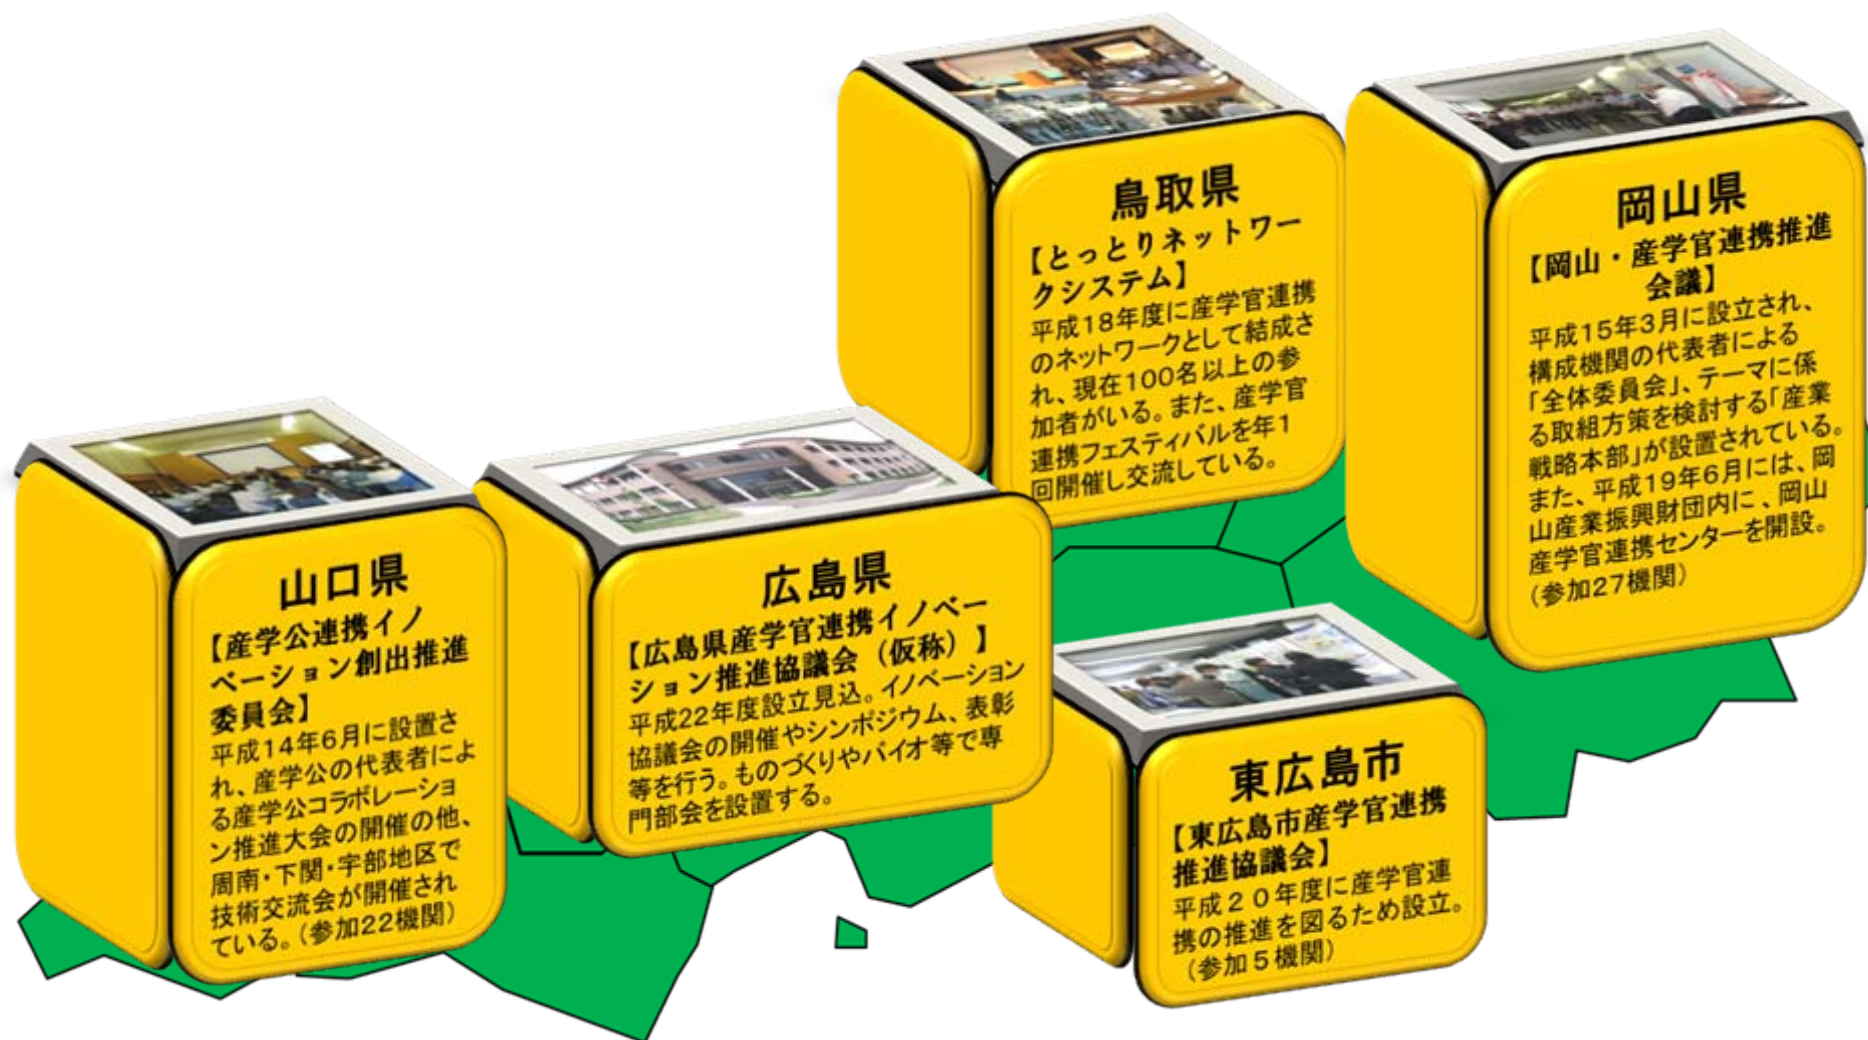 鳥取県
【とっとりネットワー
クシステム】
平成18年度に産学官連携
のネットワークとして結成さ
れ、現在100名以上の参
加者がいる。また、産学官
連携フェスティバルを年1
回開催し交流している。
岡山県
【岡山・産学官連携推進
会議】
平成15年3月に設立され、
構成機関の代表者による
「全体委員会」、テーマに係
る取組方策を検討する「産業
戦略本部」が設置されている。
また、平成19年6月には、岡
山産業振興財団内に、岡山
産学官連携センターを開設。
（参加27機関）
山口県
【産学公連携イノ
ベーション創出推進
委員会】
平成14年6月に設置さ
れ、産学公の代表者によ
る産学公コラボレーショ
ン推進大会の開催の他、
周南・下関・宇部地区で
技術交流会が開催され
ている。（参加22機関）
広島県
【広島県産学官連携イノベー
ション推進協議会（仮称）】
平成22年度設立見込。イノベーション
協議会の開催やシンポジウム、表彰
等を行う。ものづくりやバイオ等で専
門部会を設置する。
東広島市
【東広島市産学官連携
推進協議会】
平成２０年度に産学官連
携の推進を図るため設立。
（参加５機関）